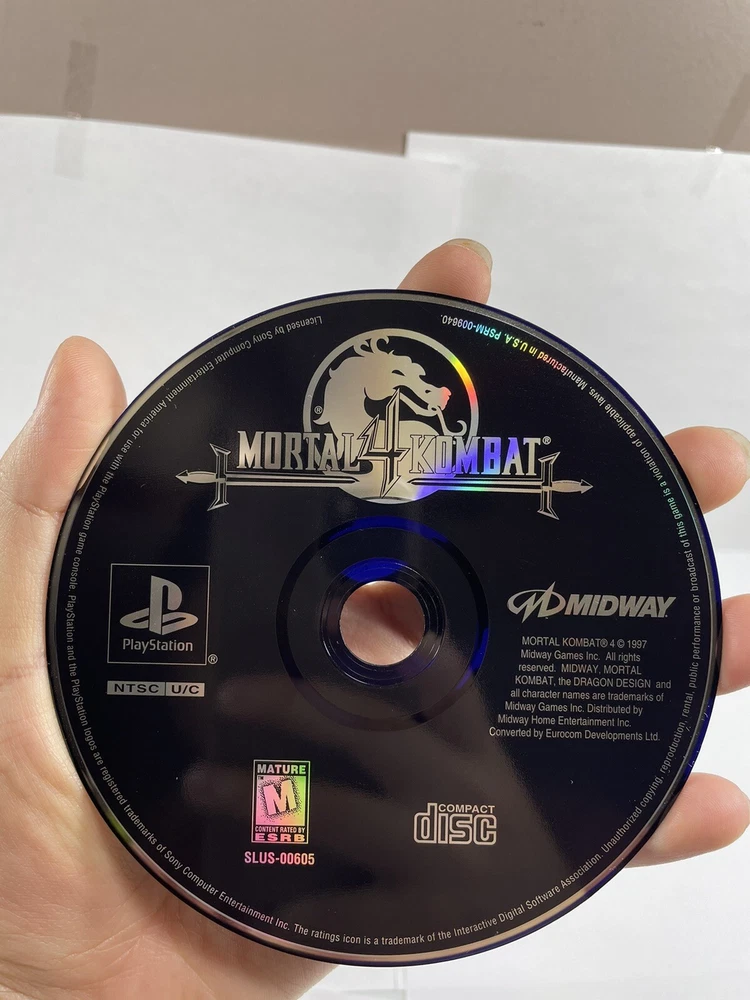 Licensed by Sony Computer Entertainment America for use with the PlayStation game console. PlayStation and the PlayStation logos are registered trademarks of Sony Computer Entertainment Inc. The ratings icon is a trademark of the Interactive Digital Software Association. Unauthorized copying, reproduction, rental, public performance or broadcast of this game is a violation of applicable laws. Manufactured in U.S.A. PSRM-009640.
®
MORTAL 4 KOMBAT®
PlayStation
®
NTSC U/C
MIDWAY
MORTAL KOMBAT® 4 © 1997
Midway Games Inc. All rights
reserved. MIDWAY, MORTAL
KOMBAT, the DRAGON DESIGN and
all character names are trademarks of
Midway Games Inc. Distributed by
Midway Home Entertainment Inc.
Converted by Eurocom Developments Ltd.
MATURE
M
CONTENT RATED BY
ESRB
SLUS-00605
COMPACT
disc